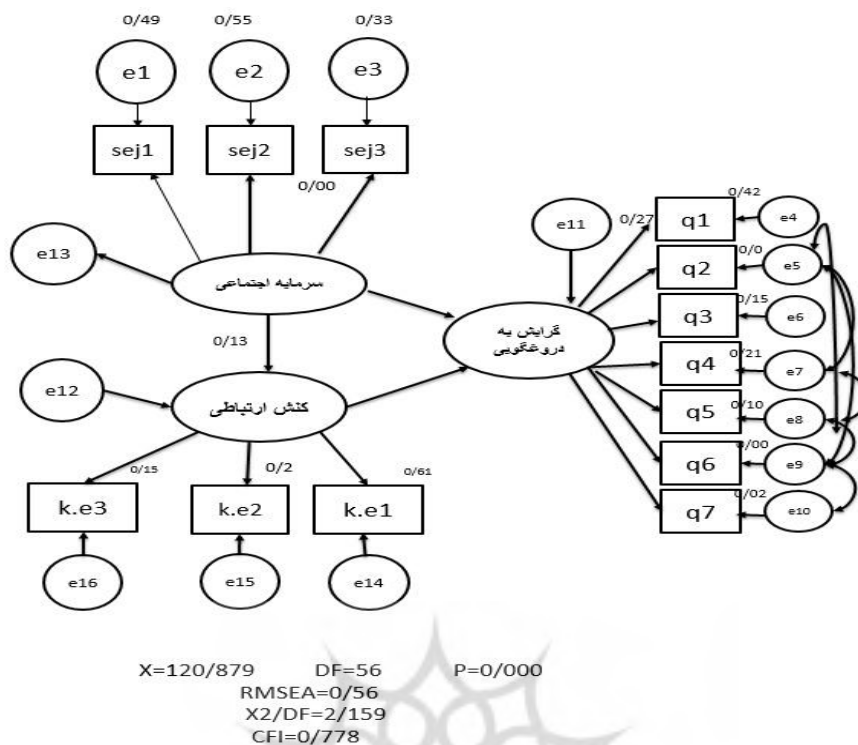 0/49 0/55 0/33
e1 e2 e3
sej1 sej2 sej3
0/00
e13
سرمایه اجتماعی
0/13
e12
کنش ارتباطی
0/15 0/2 0/61
k.e3 k.e2 k.e1
e16 e15 e14
e11
گرایش به
دروغگویی
0/27
q1 0/42 e4
q2 0/0 e5
q3 0/15 e6
q4 0/21 e7
q5 0/10 e8
q6 0/00 e9
q7 0/02 e10
X=120/879 DF=56 P=0/000
RMSEA=0/56
X2/DF=2/159
CFI=0/778